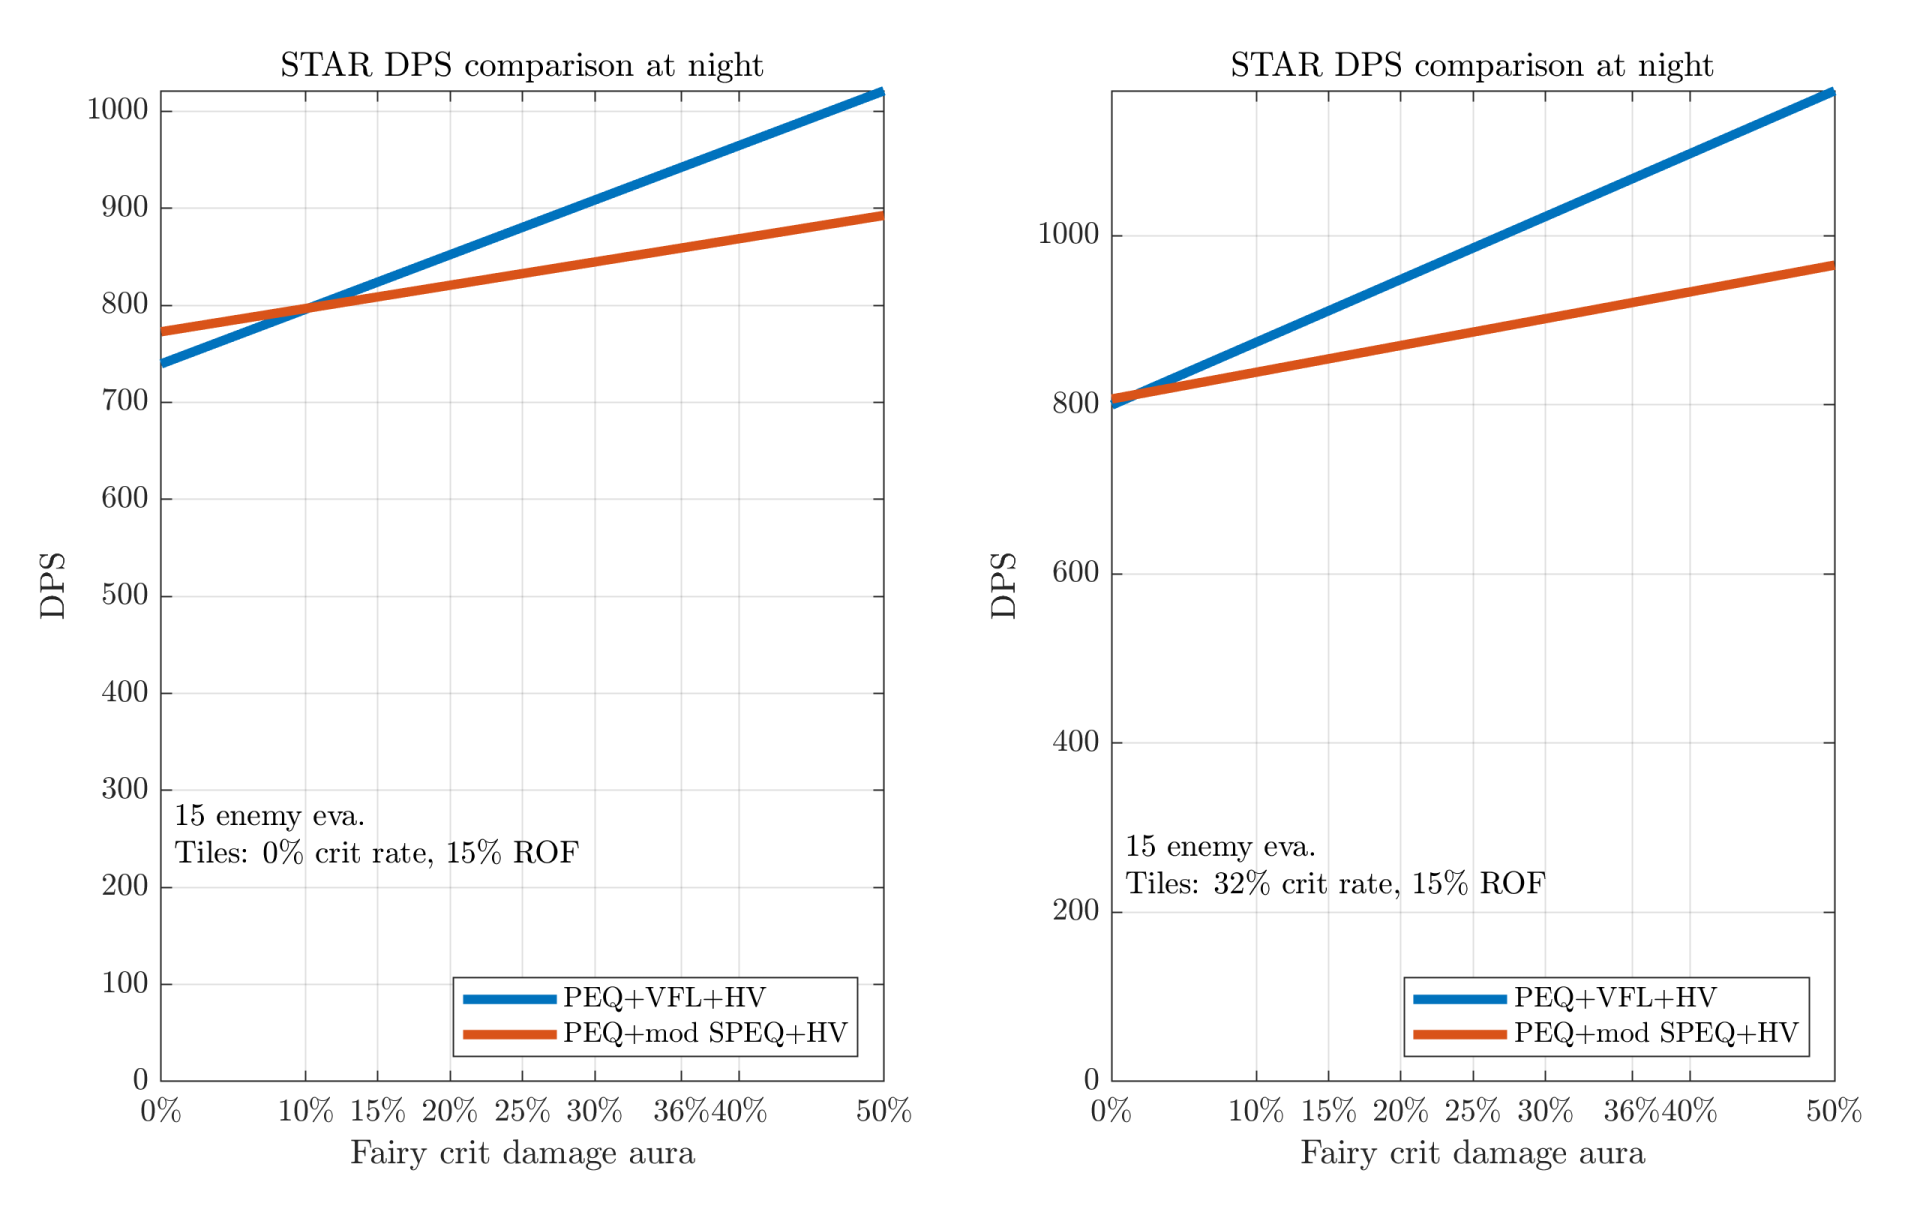 STAR DPS comparison at night
DPS
1000
900
800
700
600
500
400
300
200
100
0
15 enemy eva.
Tiles: 0% crit rate, 15% ROF
PEQ+VFL+HV
PEQ+mod SPEQ+HV
0% 10% 15% 20% 25% 30% 36% 40% 50%
Fairy crit damage aura
STAR DPS comparison at night
DPS
1000
800
600
400
200
0
15 enemy eva.
Tiles: 32% crit rate, 15% ROF
PEQ+VFL+HV
PEQ+mod SPEQ+HV
0% 10% 15% 20% 25% 30% 36% 40% 50%
Fairy crit damage aura